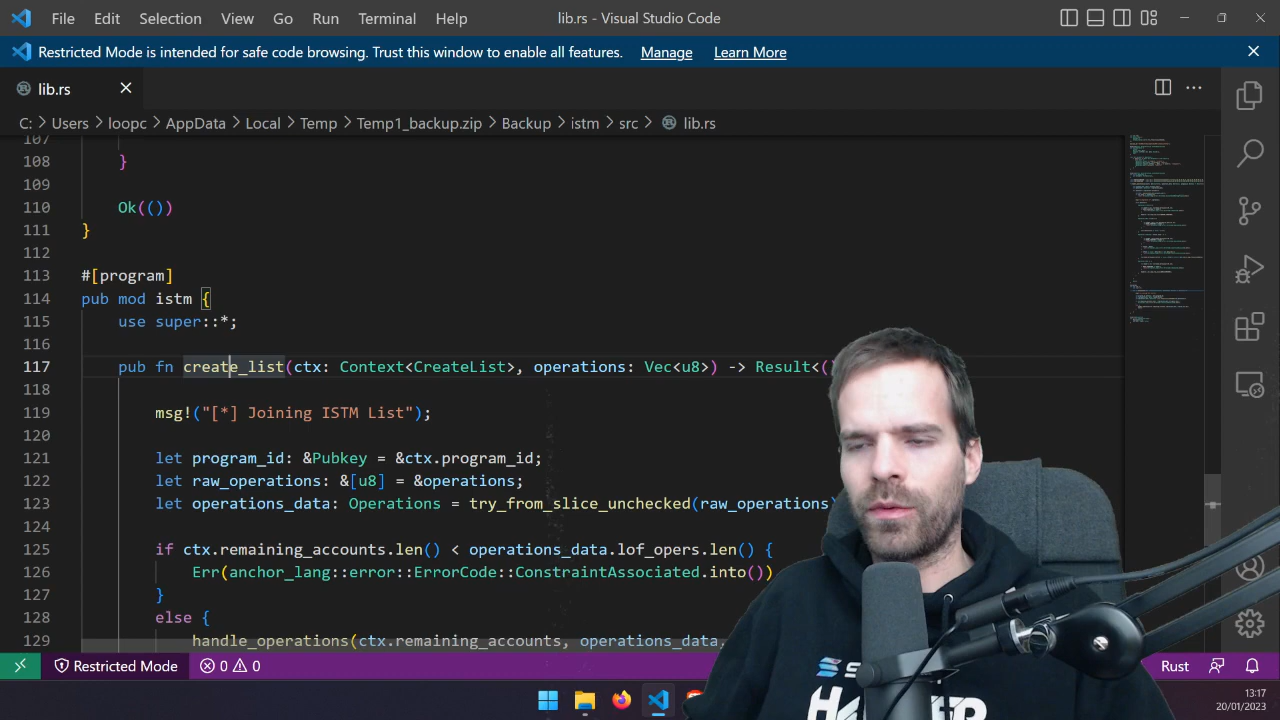 File Edit Selection View Go Run Terminal Help lib.rs - Visual Studio Code
Restricted Mode is intended for safe code browsing. Trust this window to enable all features. Manage Learn More
lib.rs
C: > Users > loopc > AppData > Local > Temp > Temp1_backup.zip > Backup > istm > src > lib.rs
107
108 }
109
110 Ok(())
111 }
112
113 #[program]
114 pub mod istm {
115 use super::*;
116
117 pub fn create_list(ctx: Context<CreateList>, operations: Vec<u8>) -> Result<()
118
119 msg!("[*] Joining ISTM List");
120
121 let program_id: &Pubkey = &ctx.program_id;
122 let raw_operations: &[u8] = &operations;
123 let operations_data: Operations = try_from_slice_unchecked(raw_operations)
124
125 if ctx.remaining_accounts.len() < operations_data.lof_opers.len() {
126 Err(anchor_lang::error::ErrorCode::ConstraintAssociated.into())
127 }
128 else {
129 handle_operations(ctx.remaining_accounts, operations_data.
Restricted Mode 0 0 Rust
13:17
20/01/2023